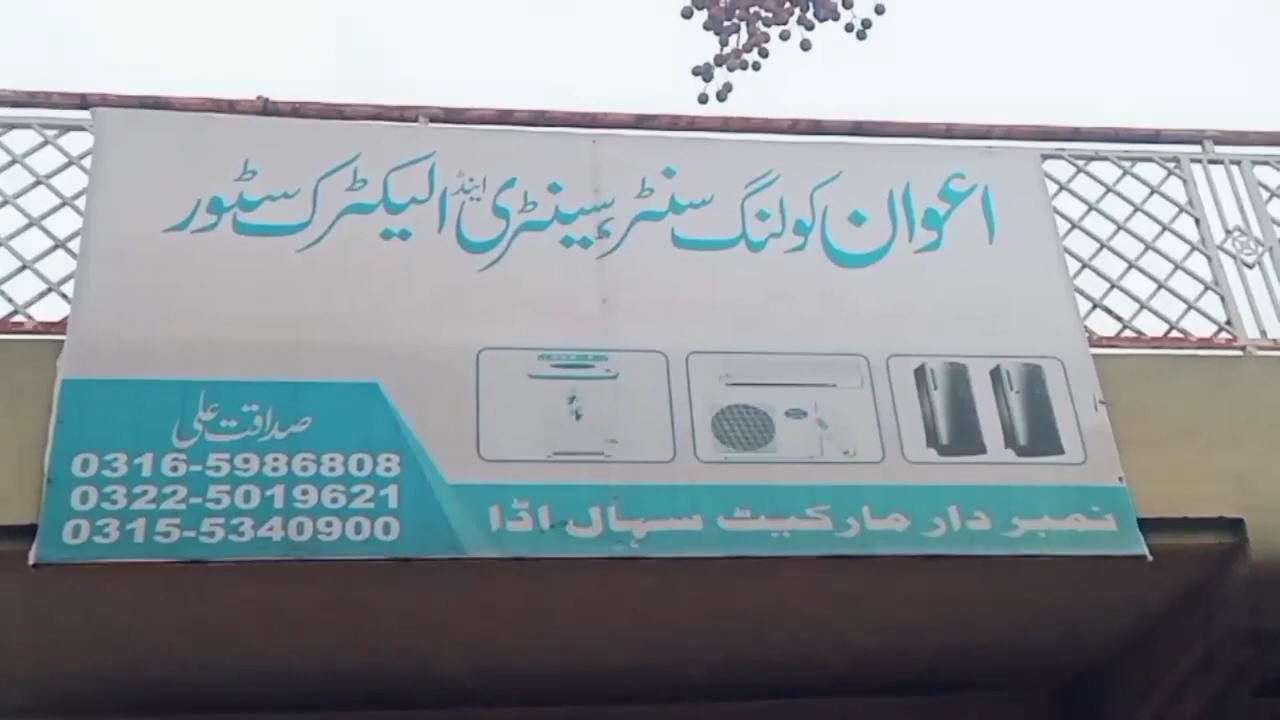 اعوان کولنگ سنٹر، سینٹری اینڈ الیکٹرک سٹور
صداقت علی
0316-5986808
0322-5019621
0315-5340900
نمبر دار مارکیٹ سہال اڈا